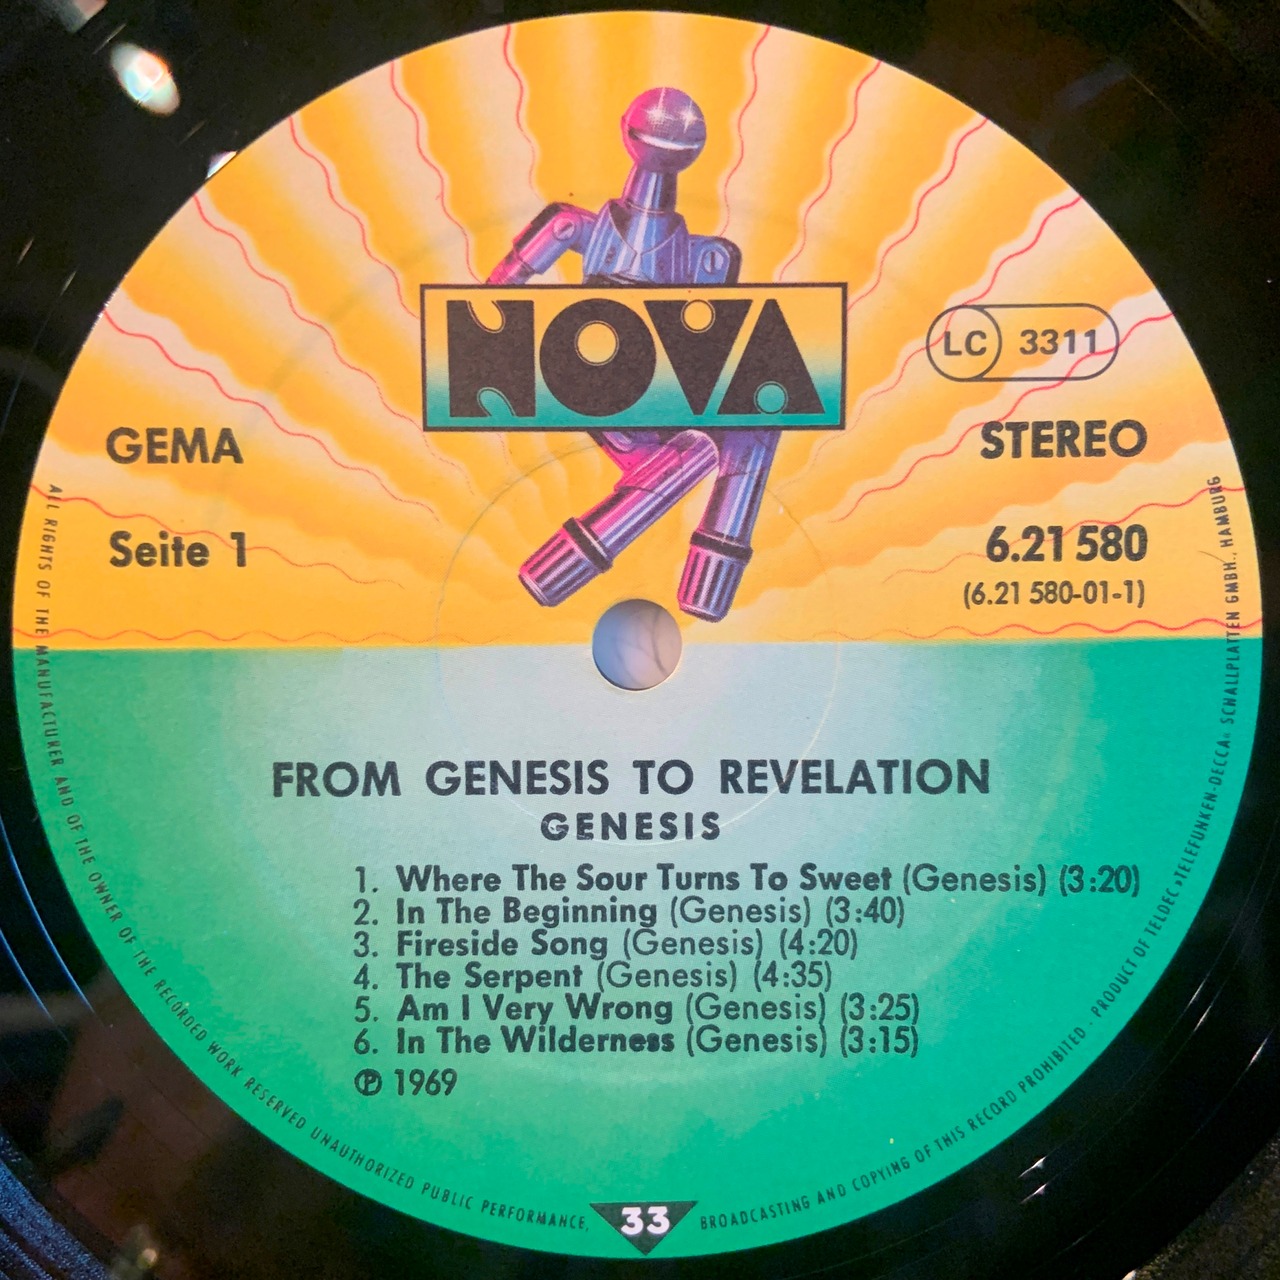 NOVA
LC 3311
GEMA
STEREO
Seite 1
6.21 580
(6.21 580-01-1)
FROM GENESIS TO REVELATION
GENESIS
1. Where The Sour Turns To Sweet (Genesis) (3:20)
2. In The Beginning (Genesis) (3:40)
3. Fireside Song (Genesis) (4:20)
4. The Serpent (Genesis) (4:35)
5. Am I Very Wrong (Genesis) (3:25)
6. In The Wilderness (Genesis) (3:15)
℗ 1969
33
ALL RIGHTS OF THE MANUFACTURER AND OF THE OWNER OF THE RECORDED WORK RESERVED UNAUTHORIZED PUBLIC PERFORMANCE, BROADCASTING AND COPYING OF THIS RECORD PROHIBITED · PRODUCT OF TELDEC »TELEFUNKEN-DECCA« SCHALLPLATTEN GMBH., HAMBURG